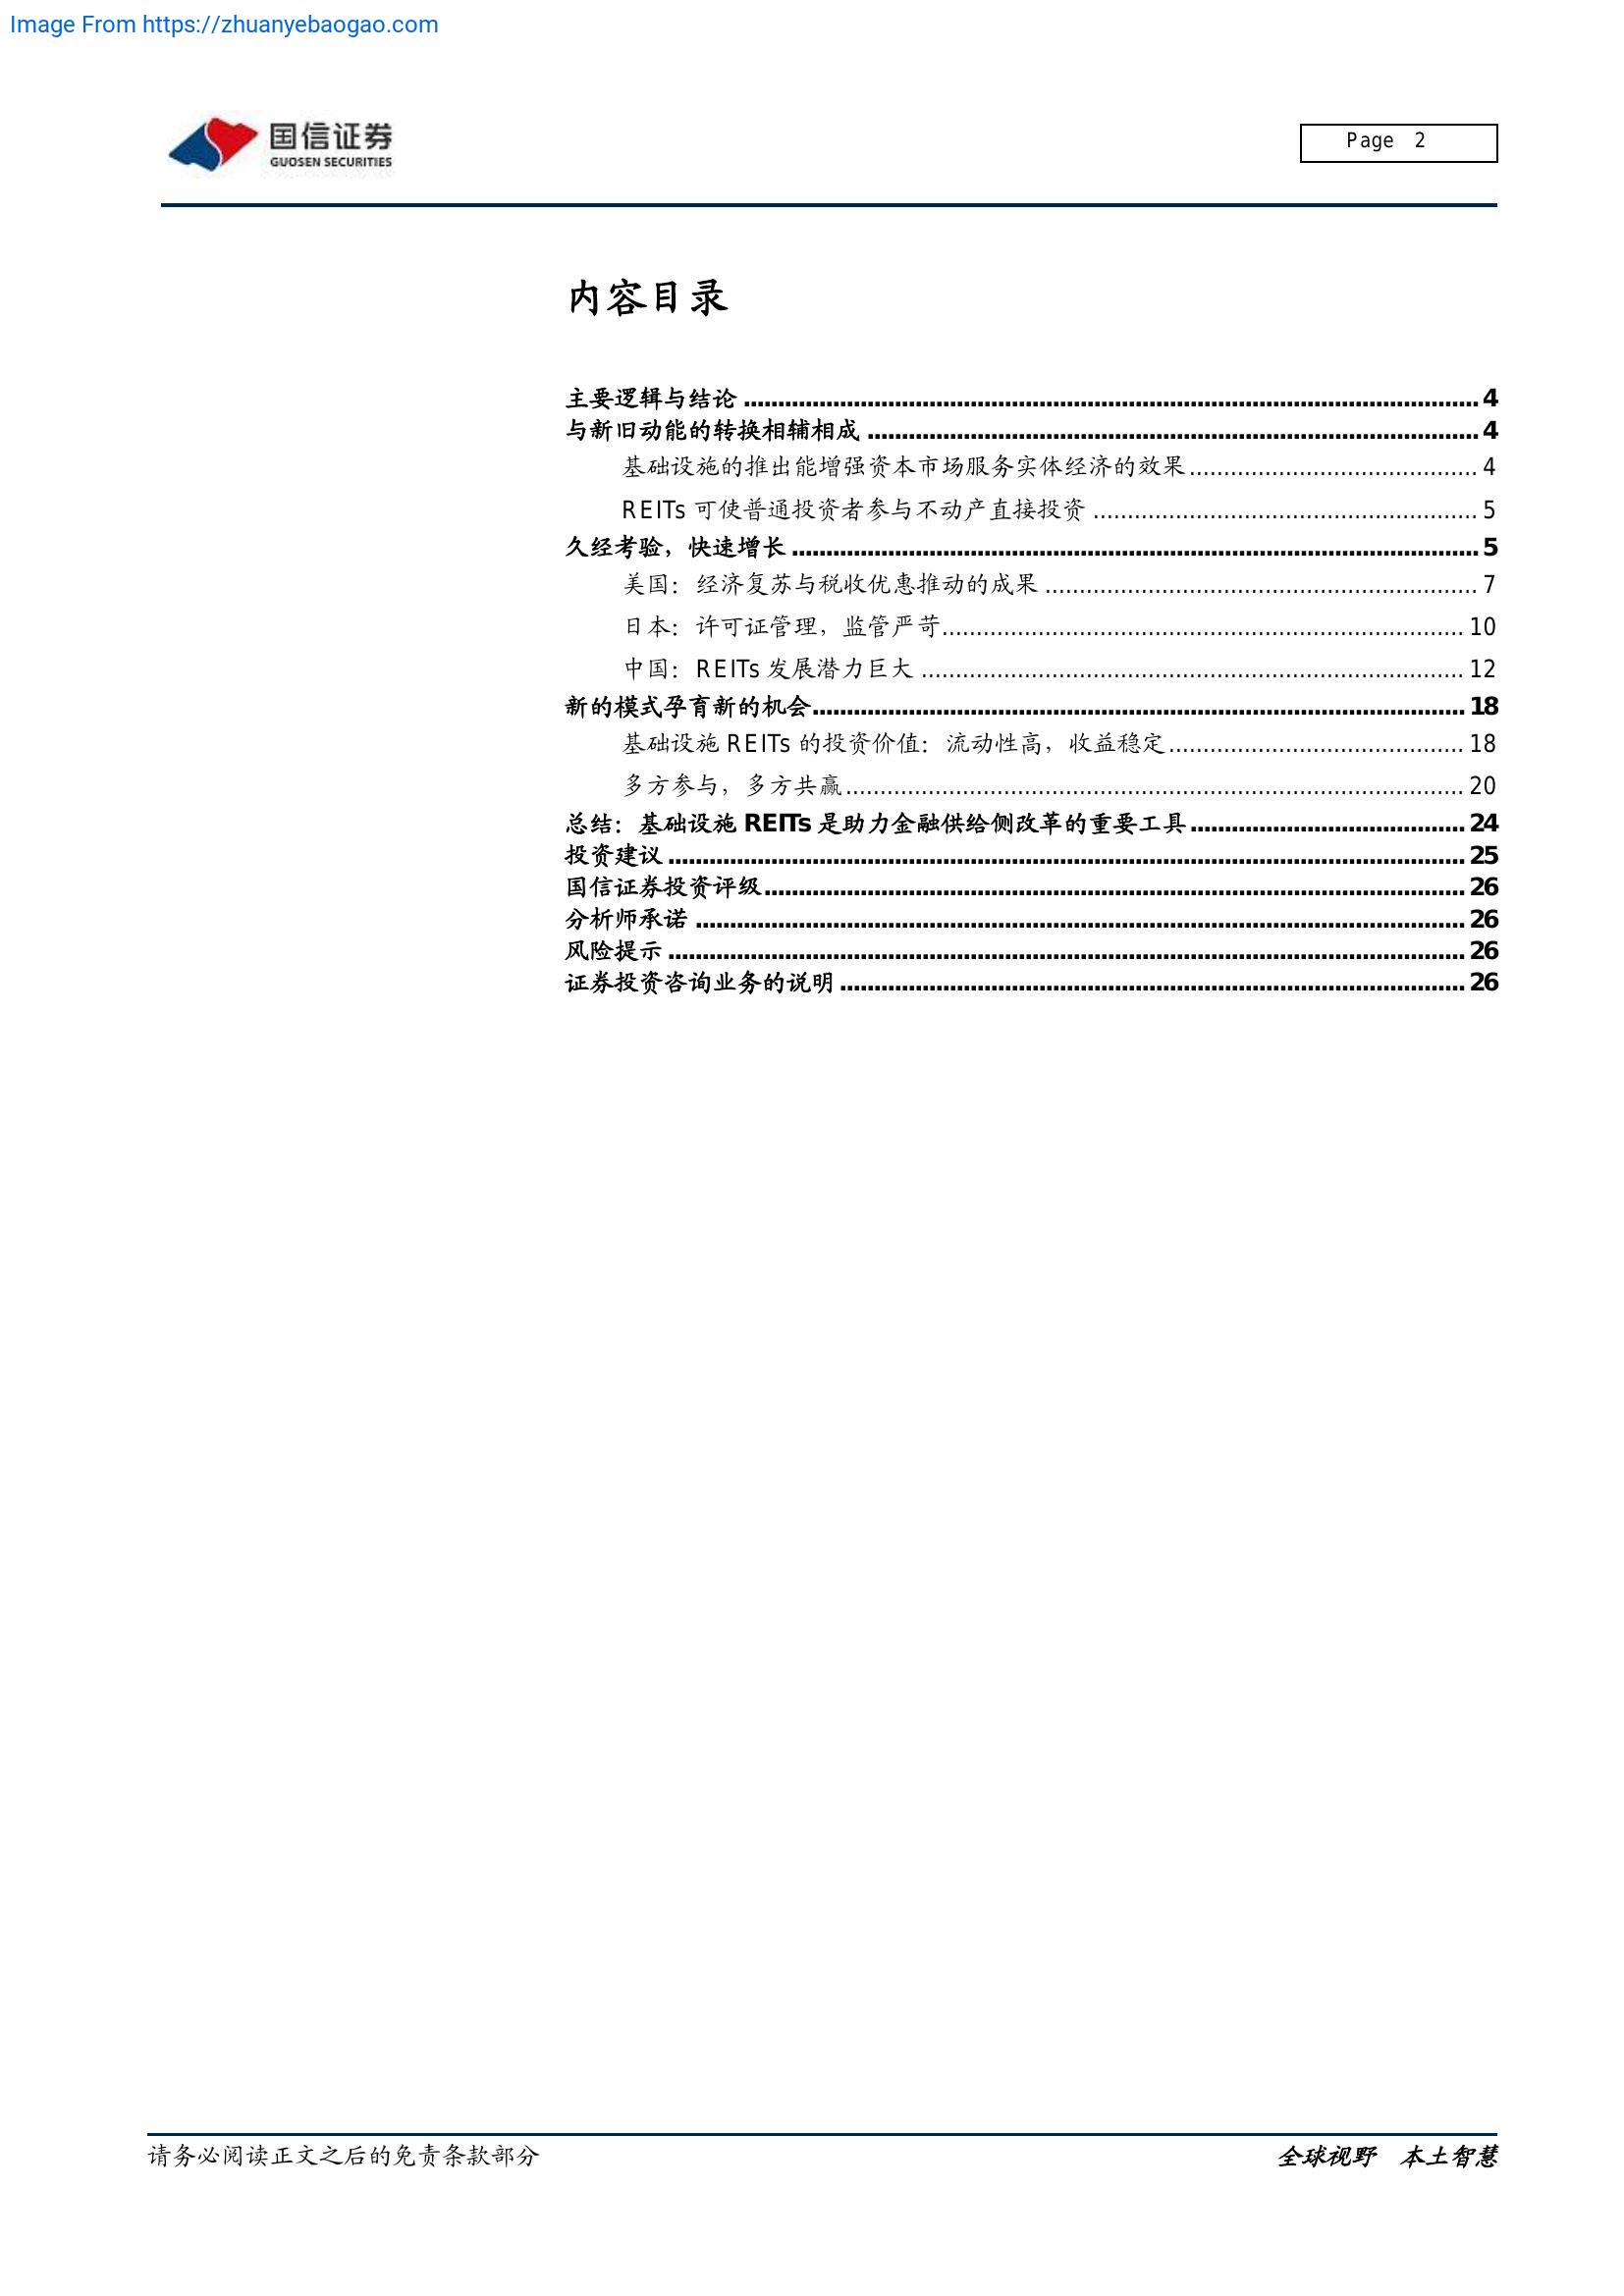 Image From https://zhuanyebaogao.com
国信证券
GUOSEN SECURITIES
Page 2
内容目录
主要逻辑与结论 4
与新旧动能的转换相辅相成 4
基础设施的推出能增强资本市场服务实体经济的效果 4
REITs 可使普通投资者参与不动产直接投资 5
久经考验，快速增长 5
美国：经济复苏与税收优惠推动的成果 7
日本：许可证管理，监管严苛 10
中国：REITs 发展潜力巨大 12
新的模式孕育新的机会 18
基础设施 REITs 的投资价值：流动性高，收益稳定 18
多方参与，多方共赢 20
总结：基础设施 REITs 是助力金融供给侧改革的重要工具 24
投资建议 25
国信证券投资评级 26
分析师承诺 26
风险提示 26
证券投资咨询业务的说明 26
请务必阅读正文之后的免责条款部分
全球视野 本土智慧